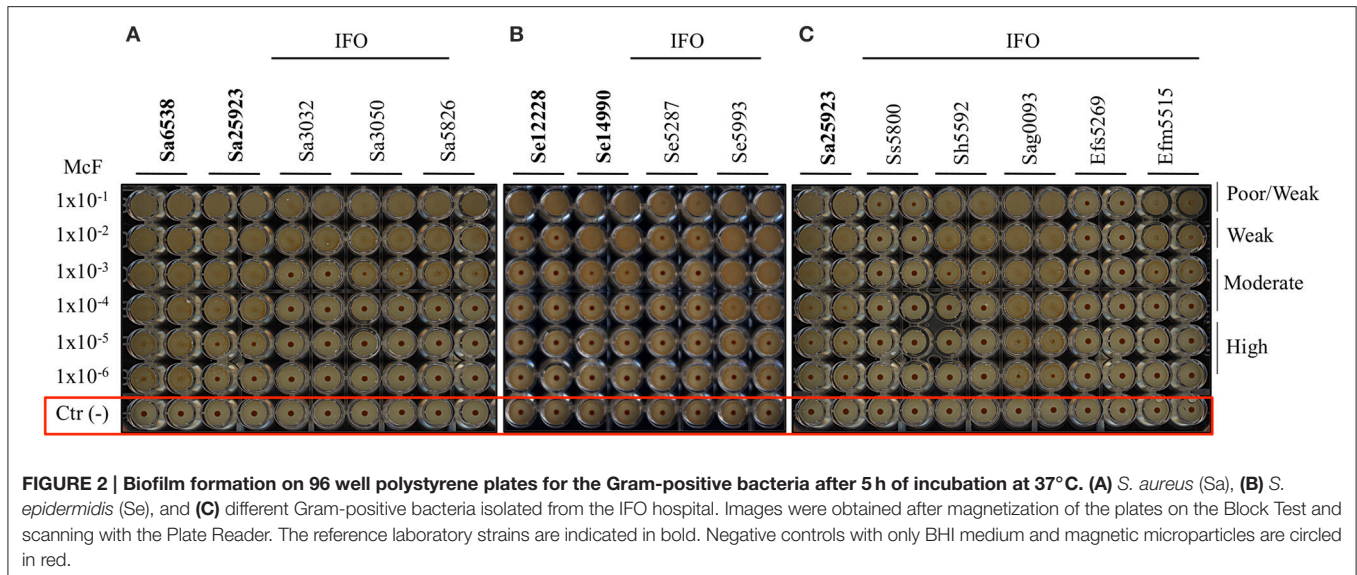 A
B
C
IFO
IFO
IFO
Sa6538
Sa25923
Sa3032
Sa3050
Sa5826
Se12228
Se14990
Se5287
Se5993
Sa25923
Ss5800
Sh5592
Sag0093
Efs5269
Efm5515
McF
1x10-1
1x10-2
1x10-3
1x10-4
1x10-5
1x10-6
Ctr (-)
Poor/Weak
Weak
Moderate
High
FIGURE 2 | Biofilm formation on 96 well polystyrene plates for the Gram-positive bacteria after 5 h of incubation at 37°C. (A) S. aureus (Sa), (B) S.
epidermidis (Se), and (C) different Gram-positive bacteria isolated from the IFO hospital. Images were obtained after magnetization of the plates on the Block Test and
scanning with the Plate Reader. The reference laboratory strains are indicated in bold. Negative controls with only BHI medium and magnetic microparticles are circled
in red.